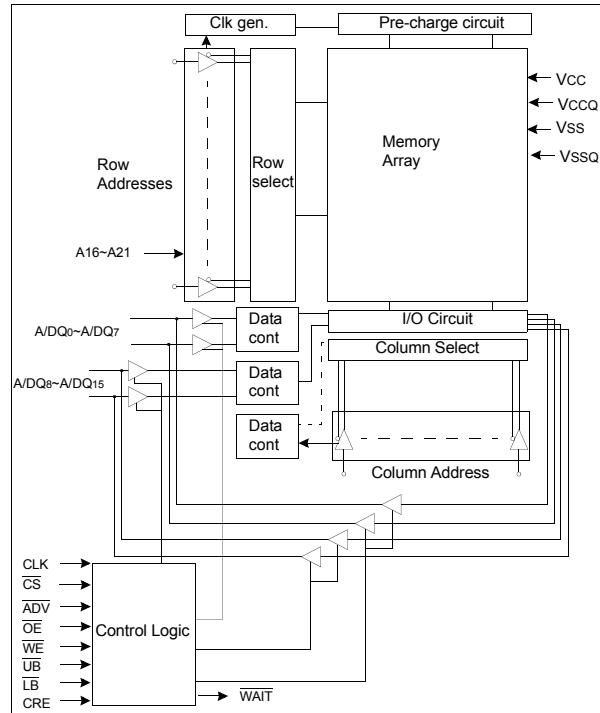 Clk gen.
Pre-charge circuit
VCC
VCCQ
VSS
VSSQ
Row
Addresses
Row
select
Memory
Array
A16~A21
A/DQ0~A/DQ7
Data
cont
I/O Circuit
Column Select
A/DQ8~A/DQ15
Data
cont
Data
cont
Column Address
CLK
CS
ADV
OE
WE
UB
LB
CRE
Control Logic
WAIT